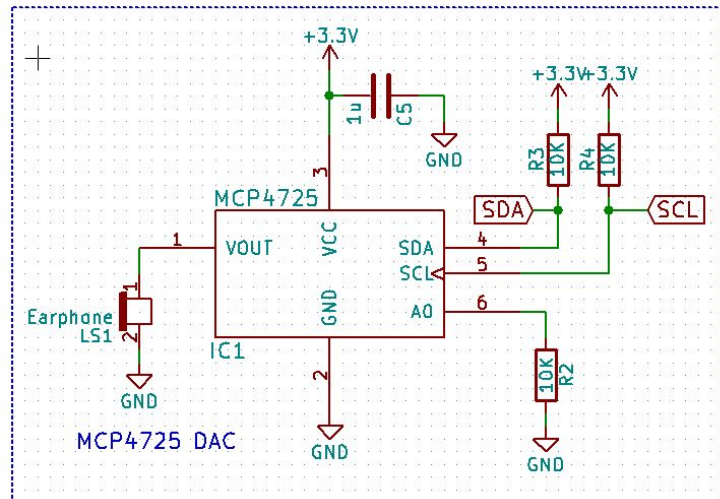 +3.3V
+3.3V
+3.3V
1u
C5
GND
R3
10K
R4
10K
3
MCP4725
SDA
SCL
1
VOUT
VCC
SDA
4
SCL
5
GND
A0
6
Earphone
LS1
1
2
IC1
2
10K
R2
GND
MCP4725 DAC
GND
GND